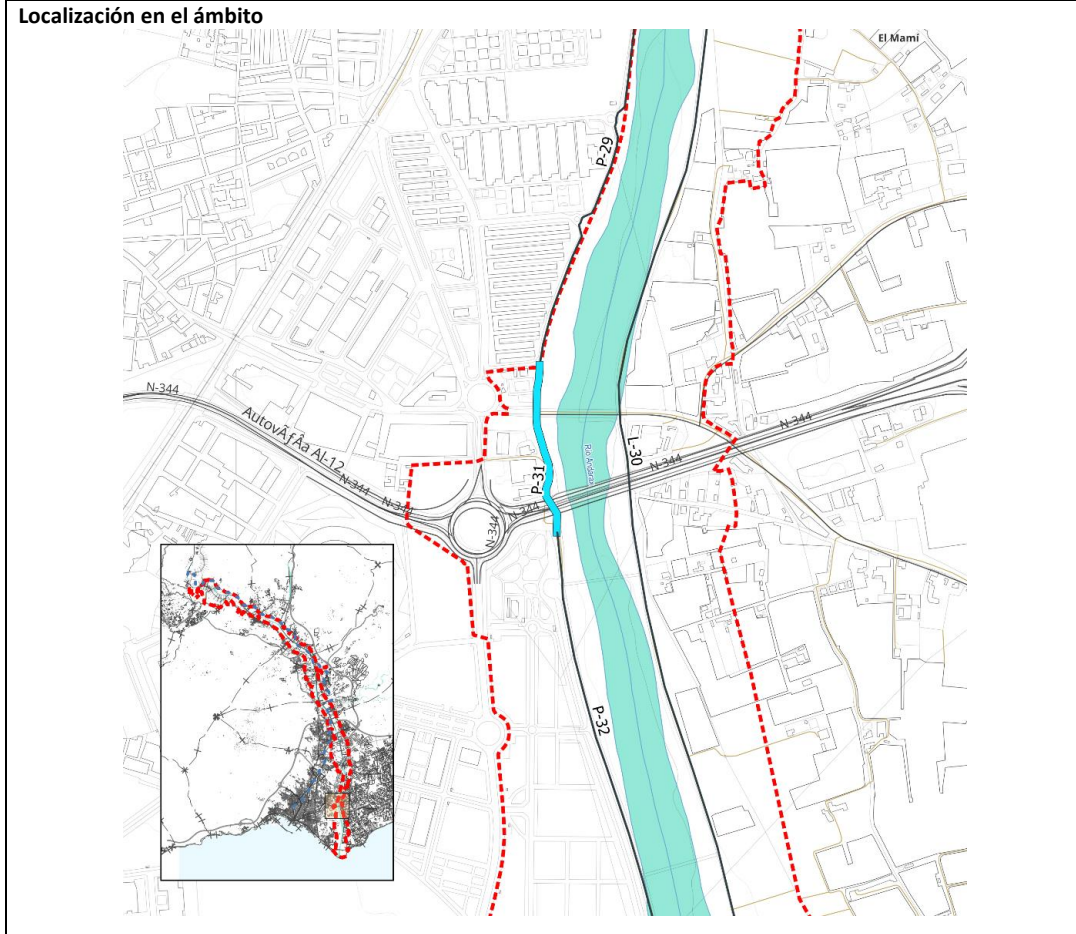 Localización en el ámbito
El Mamí
P-29
N-344
AutovÃƒÂ­a Al-12
N-344
N-344
N-344
N-344
P-31
Río Andarax
L-30
N-344
N-344
P-32